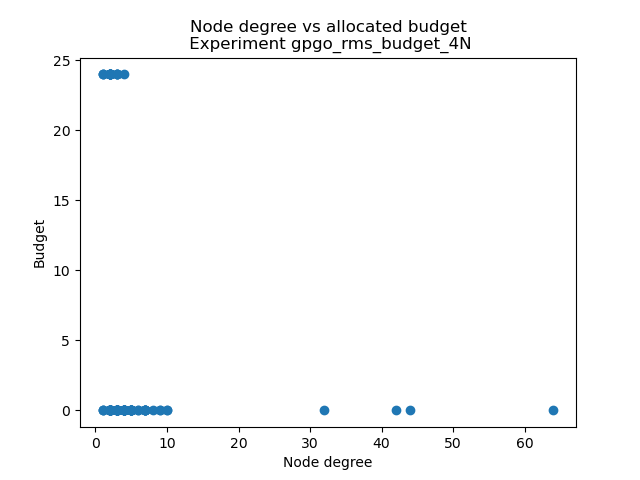 Node degree vs allocated budget
Experiment gpgo_rms_budget_4N
25
20
15
10
5
0
Budget
0 10 20 30 40 50 60
Node degree